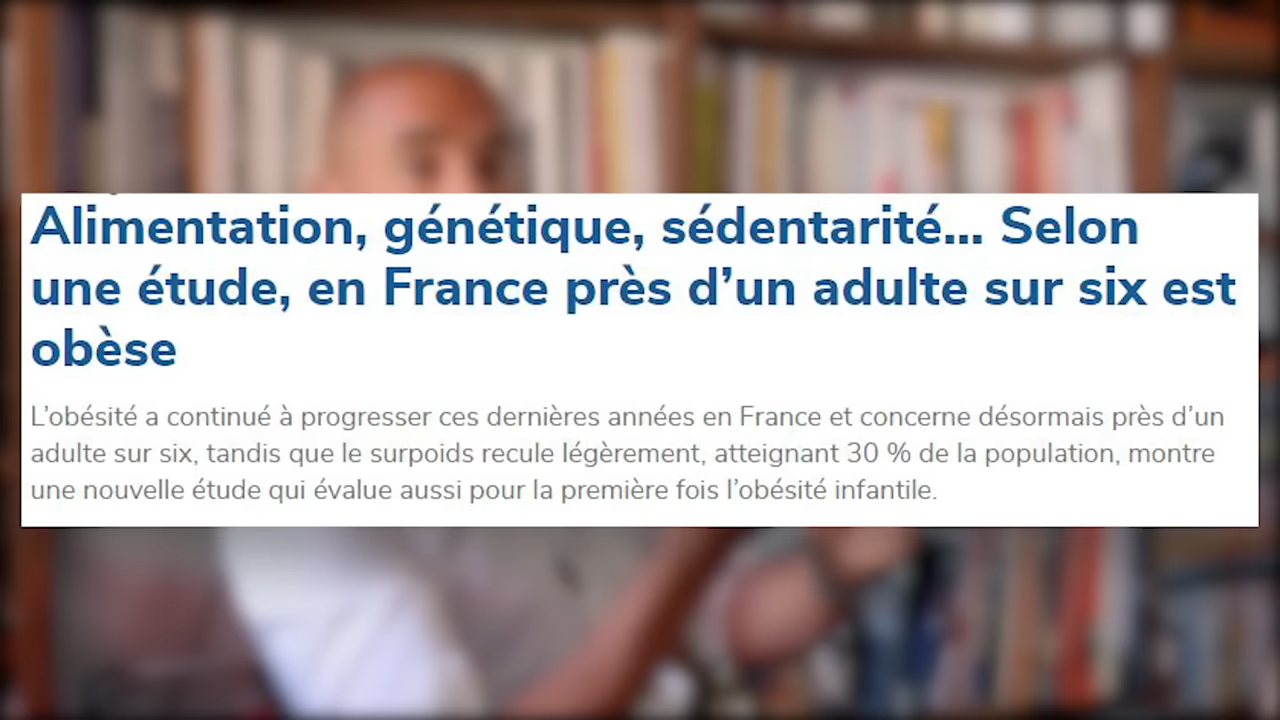 Alimentation, génétique, sédentarité... Selon
une étude, en France près d’un adulte sur six est
obèse
L’obésité a continué à progresser ces dernières années en France et concerne désormais près d’un
adulte sur six, tandis que le surpoids recule légèrement, atteignant 30 % de la population, montre
une nouvelle étude qui évalue aussi pour la première fois l’obésité infantile.